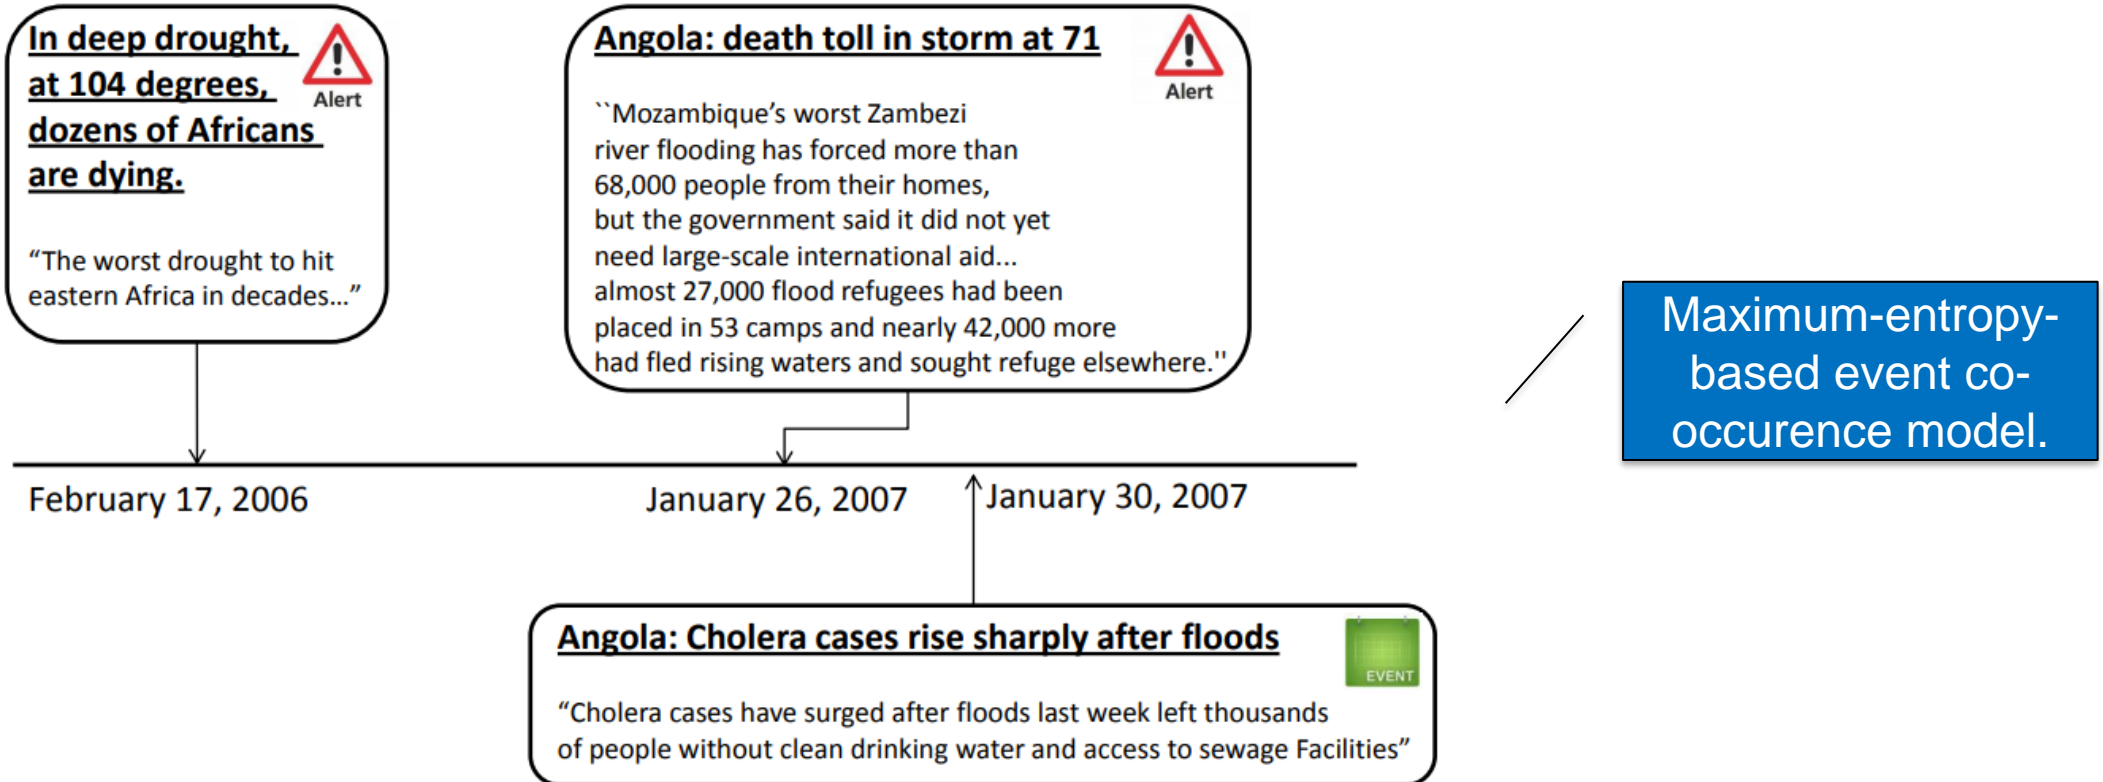 In deep drought,
at 104 degrees,
dozens of Africans
are dying.
Alert
“The worst drought to hit
eastern Africa in decades...”
Angola: death toll in storm at 71
Alert
``Mozambique’s worst Zambezi
river flooding has forced more than
68,000 people from their homes,
but the government said it did not yet
need large-scale international aid...
almost 27,000 flood refugees had been
placed in 53 camps and nearly 42,000 more
had fled rising waters and sought refuge elsewhere.''
Maximum-entropy-
based event co-
occurence model.
February 17, 2006
January 26, 2007
January 30, 2007
Angola: Cholera cases rise sharply after floods
EVENT
“Cholera cases have surged after floods last week left thousands
of people without clean drinking water and access to sewage Facilities”